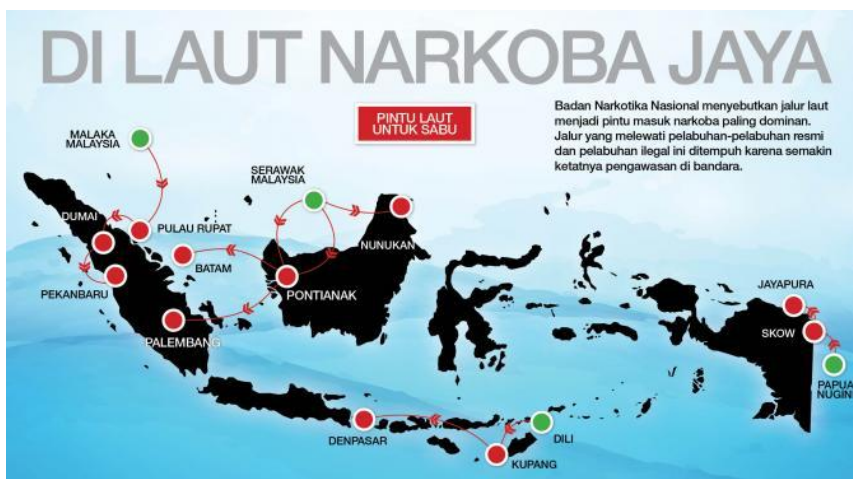 DI LAUT NARKOBA JAYA
PINTU LAUT
UNTUK SABU
Badan Narkotika Nasional menyebutkan jalur laut
menjadi pintu masuk narkoba paling dominan.
Jalur yang melewati pelabuhan-pelabuhan resmi
dan pelabuhan ilegal ini ditempuh karena semakin
ketatnya pengawasan di bandara.
MALAKA
MALAYSIA
SERAWAK
MALAYSIA
DUMAI
PULAU RUPAT
NUNUKAN
BATAM
PEKANBARU
PONTIANAK
JAYAPURA
SKOW
PALEMBANG
PAPUA
NUGINI
DENPASAR
DILI
KUPANG